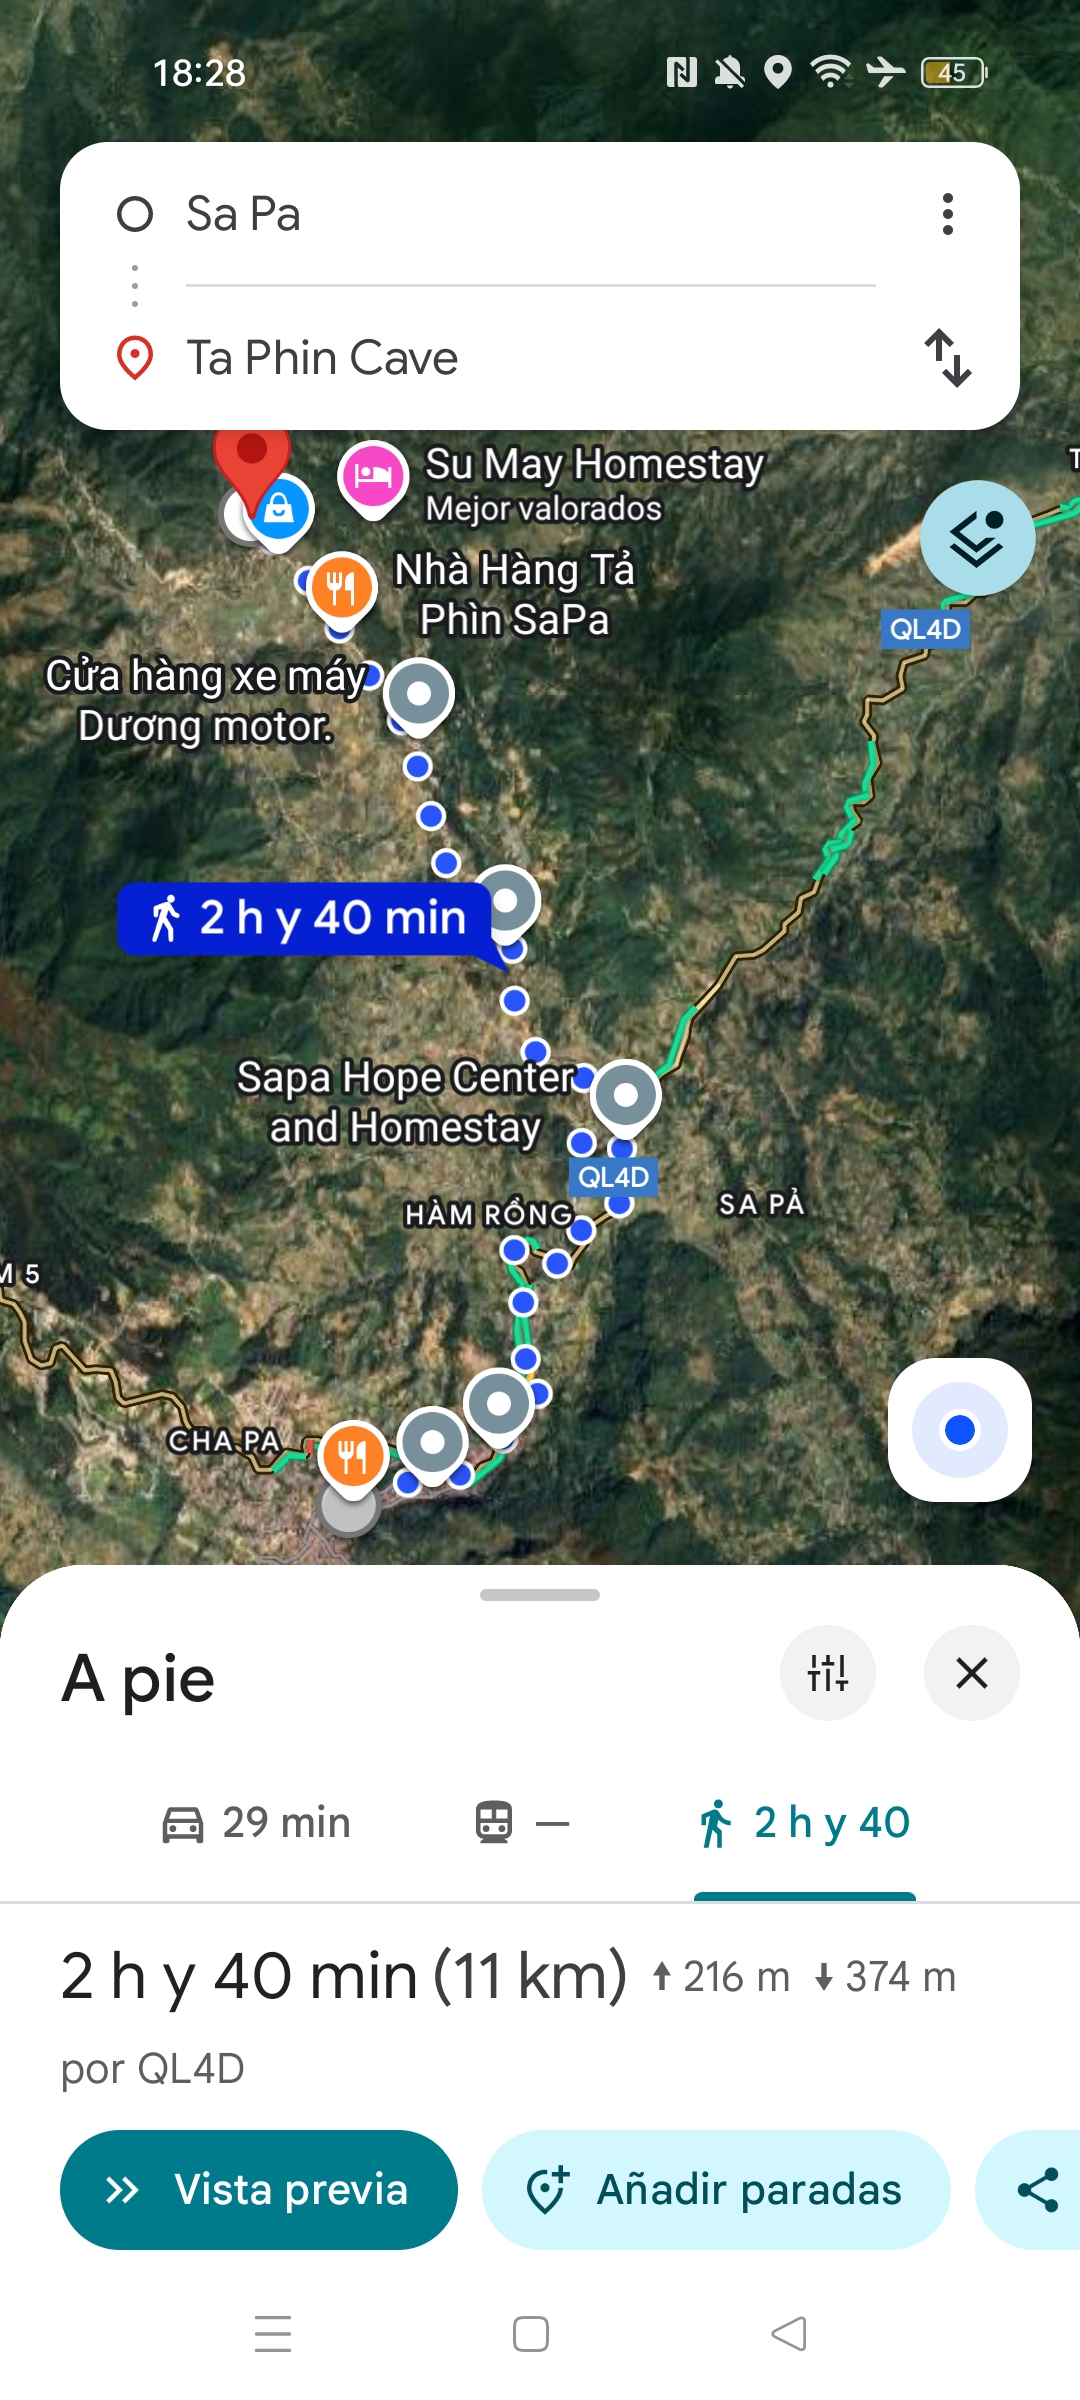 18:28
45
Sa Pa
Ta Phin Cave
Su May Homestay
Mejor valorados
Nhà Hàng Tả
Phìn SaPa
QL4D
Cửa hàng xe máy
Dương motor.
2 h y 40 min
Sapa Hope Center
and Homestay
QL4D
HÀM RỒNG
SA PẢ
M 5
CHA PA
A pie
29 min
—
2 h y 40
2 h y 40 min (11 km) 216 m 374 m
por QL4D
Vista previa
Añadir paradas